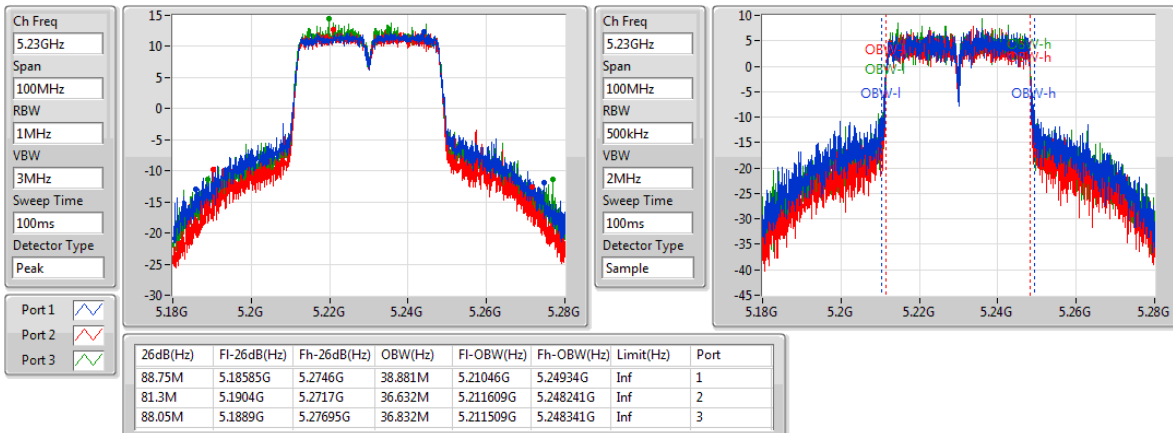 Ch Freq
5.23GHz
Span
100MHz
RBW
1MHz
VBW
3MHz
Sweep Time
100ms
Detector Type
Peak
15
10
5
0
-5
-10
-15
-20
-25
-30
5.18G
5.2G
5.22G
5.24G
5.26G
5.28G
Port 1
Port 2
Port 3
Ch Freq
5.23GHz
Span
100MHz
RBW
500kHz
VBW
2MHz
Sweep Time
100ms
Detector Type
Sample
10
5
0
-5
-10
-15
-20
-25
-30
-35
-40
-45
5.18G
5.2G
5.22G
5.24G
5.26G
5.28G
OBW-l
OBW-h
OBW-l
OBW-h
OBW-l
OBW-h
26dB(Hz) Fl-26dB(Hz) Fh-26dB(Hz) OBW(Hz) Fl-OBW(Hz) Fh-OBW(Hz) Limit(Hz) Port
88.75M 5.18585G 5.2746G 38.881M 5.21046G 5.24934G Inf 1
81.3M 5.1904G 5.2717G 36.632M 5.211609G 5.248241G Inf 2
88.05M 5.1889G 5.27695G 36.832M 5.211509G 5.248341G Inf 3